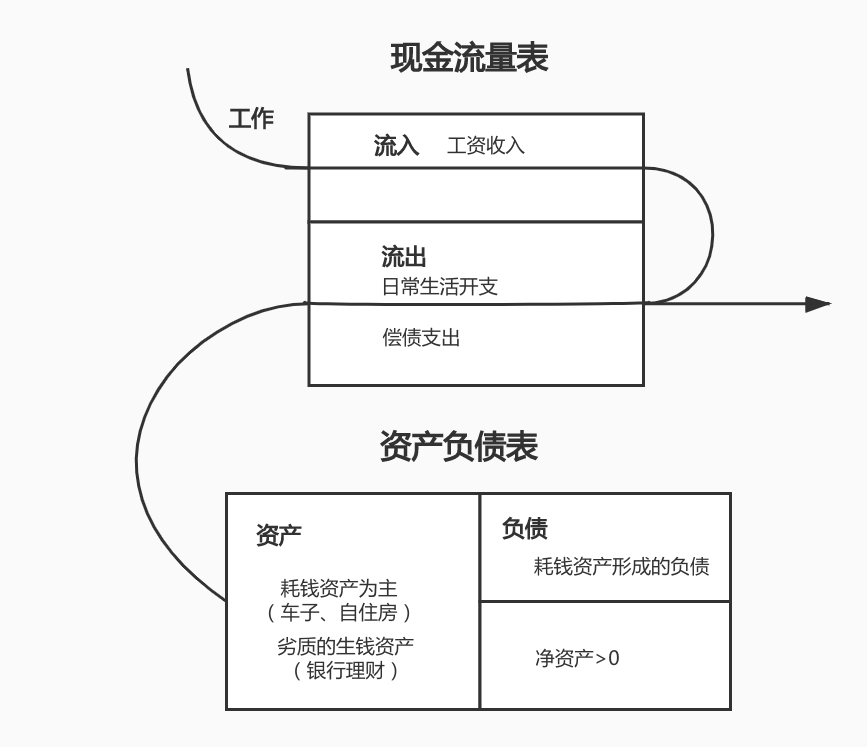 现金流量表
工作
流入 工资收入
流出
日常生活开支
偿债支出
资产负债表
资产
耗钱资产为主
（车子、自住房）
劣质的生钱资产
（银行理财）
负债
耗钱资产形成的负债
净资产>0